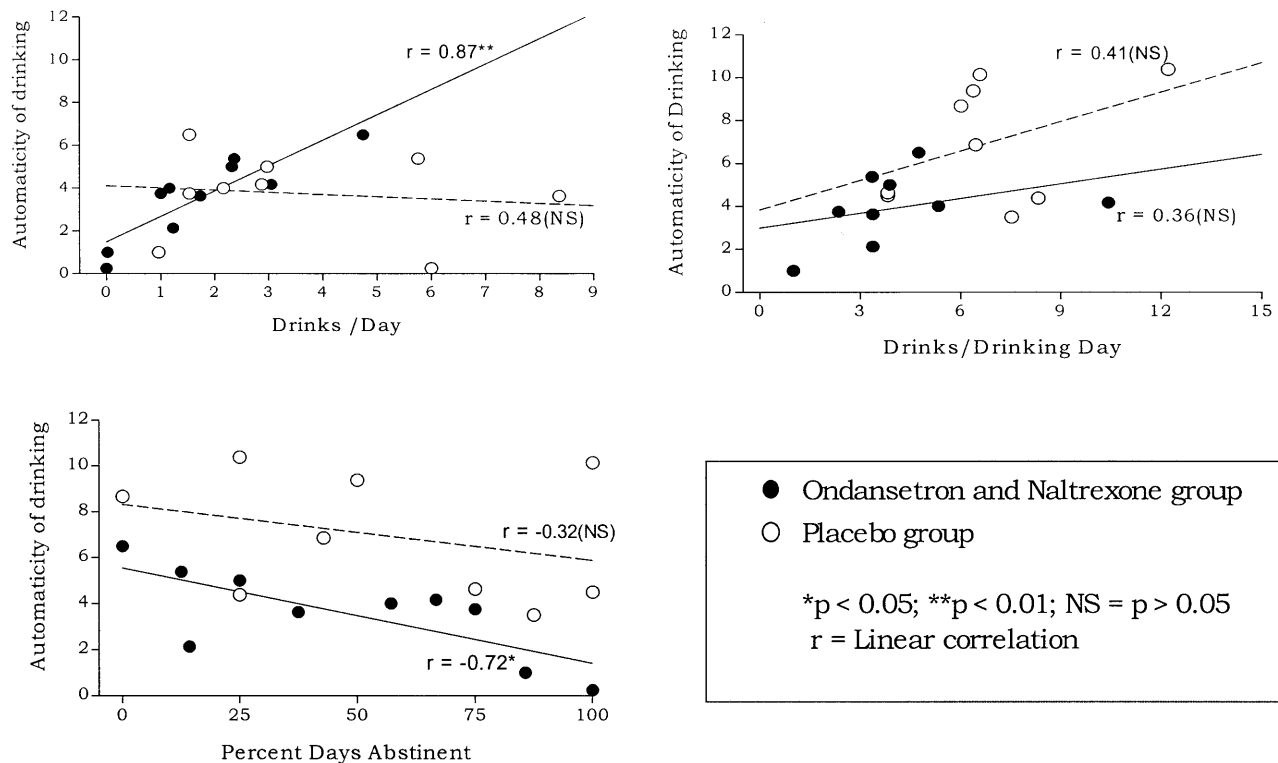 Automaticity of drinking
12
10
8
6
4
2
0
r = 0.87**
r = 0.48(NS)
0 1 2 3 4 5 6 7 8 9
Drinks /Day
Automaticity of Drinking
12
10
8
6
4
2
0
r = 0.41(NS)
r = 0.36(NS)
0 3 6 9 12 15
Drinks/Drinking Day
Automaticity of drinking
12
10
8
6
4
2
0
r = -0.32(NS)
r = -0.72*
0 25 50 75 100
Percent Days Abstinent
Ondansetron and Naltrexone group
Placebo group
*p < 0.05; **p < 0.01; NS = p > 0.05
r = Linear correlation